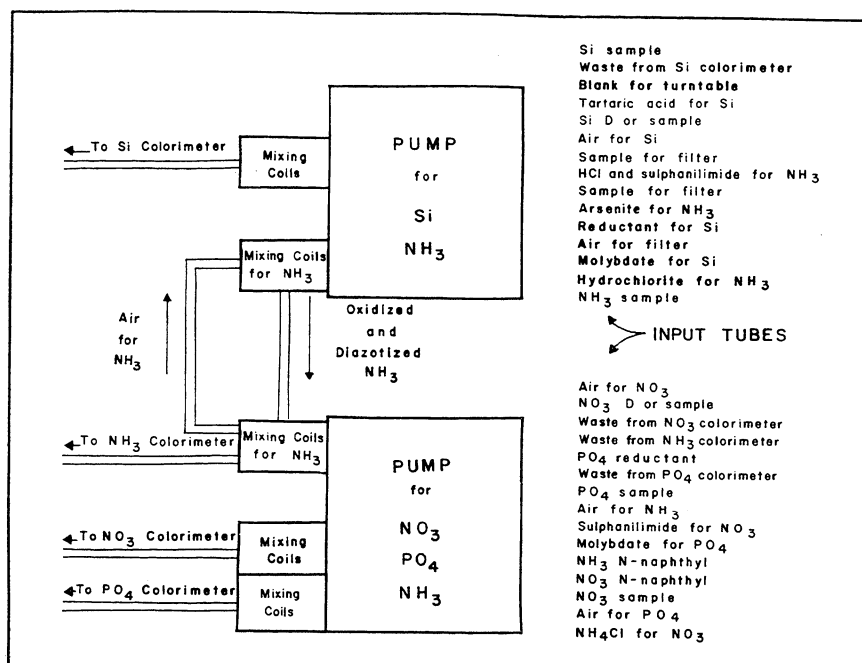 Si sample
Waste from Si colorimeter
Blank for turntable
Tartaric acid for Si
Si D or sample
Air for Si
Sample for filter
HCl and sulphanilimide for NH3
Sample for filter
Arsenite for NH3
Reductant for Si
Air for filter
Molybdate for Si
Hydrochlorite for NH3
NH3 sample
To Si Colorimeter
Mixing
Coils
PUMP
for
Si
NH3
Mixing Coils
for NH3
Air
for
NH3
Oxidized
and
Diazotized
NH3
INPUT TUBES
Air for NO3
NO3 D or sample
Waste from NO3 colorimeter
Waste from NH3 colorimeter
PO4 reductant
Waste from PO4 colorimeter
PO4 sample
Air for NH3
Sulphanilimide for NO3
Molybdate for PO4
NH3 N-naphthyl
NO3 N-naphthyl
NO3 sample
Air for PO4
NH4Cl for NO3
To NH3 Colorimeter
Mixing Coils
for NH3
PUMP
for
NO3
PO4
NH3
To NO3 Colorimeter
Mixing
Coils
To PO4 Colorimeter
Mixing
Coils